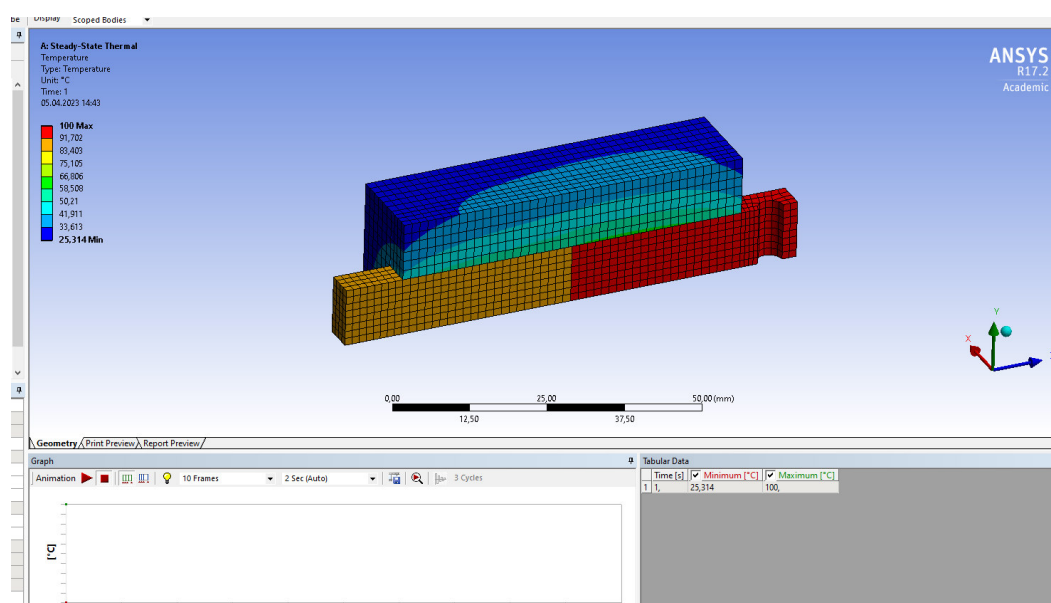 Display Scoped Bodies
A: Steady-State Thermal
Temperature
Type: Temperature
Unit: °C
Time: 1
05.04.2023 14:43
100 Max
91,702
83,403
75,105
66,806
58,508
50,21
41,911
33,613
25,314 Min
ANSYS
R17.2
Academic
Y
X
0,00 25,00 50,00 (mm)
12,50 37,50
Geometry Print Preview Report Preview
Graph
Animation 10 Frames 2 Sec (Auto) 3 Cycles
[°C]
Tabular Data
Time [s] Minimum [°C] Maximum [°C]
1 1, 25,314 100,